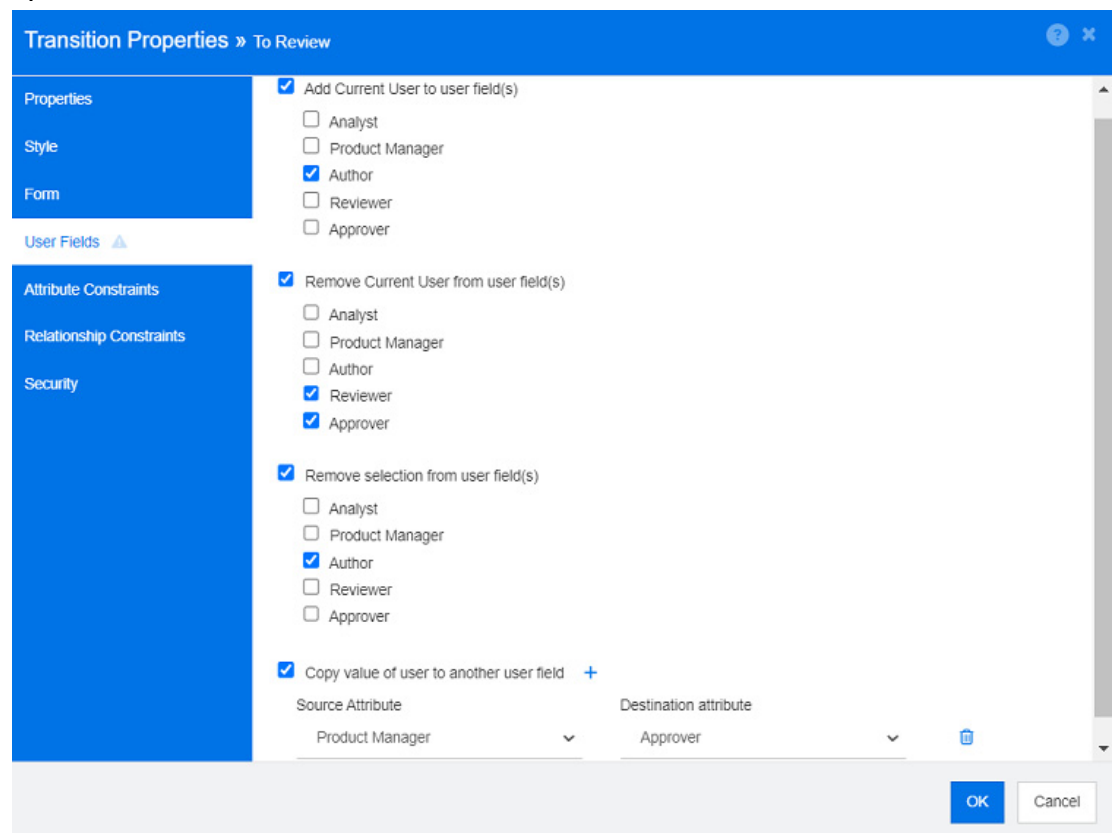 Transition Properties » To Review
Properties
Style
Form
User Fields
Attribute Constraints
Relationship Constraints
Security
Add Current User to user field(s)
Analyst
Product Manager
Author
Reviewer
Approver
Remove Current User from user field(s)
Analyst
Product Manager
Author
Reviewer
Approver
Remove selection from user field(s)
Analyst
Product Manager
Author
Reviewer
Approver
Copy value of user to another user field +
Source Attribute Destination attribute
Product Manager Approver
OK Cancel